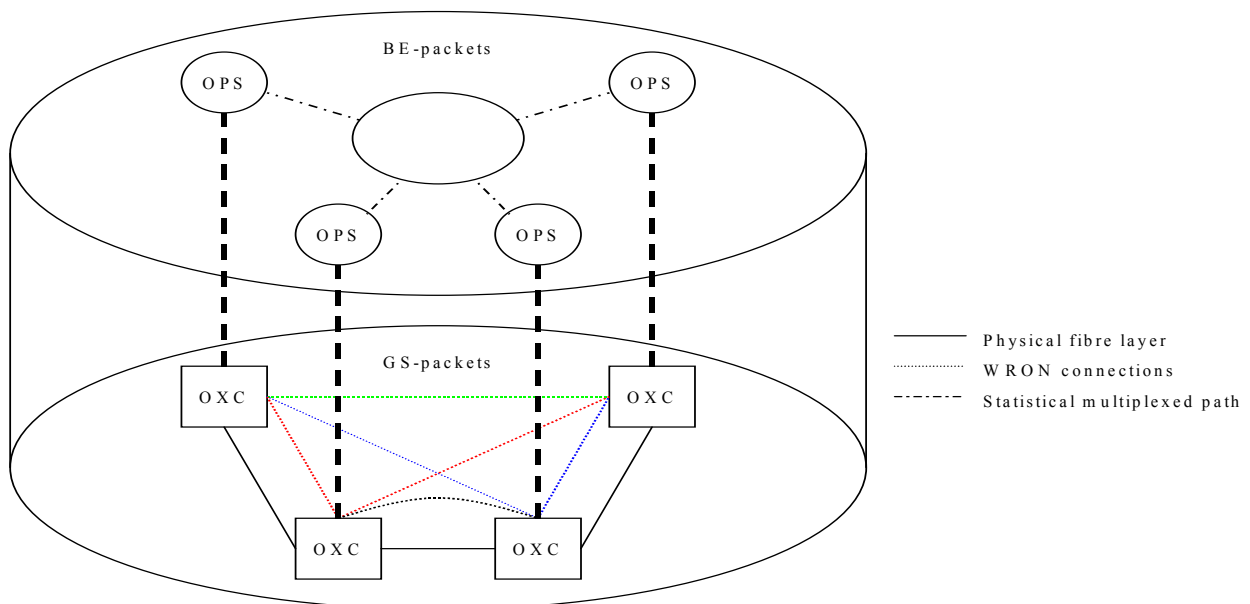 BE-packets
OPS
OPS
OPS
OPS
GS-packets
OXC
OXC
OXC
OXC
Physical fibre layer
WRON connections
Statistical multiplexed path